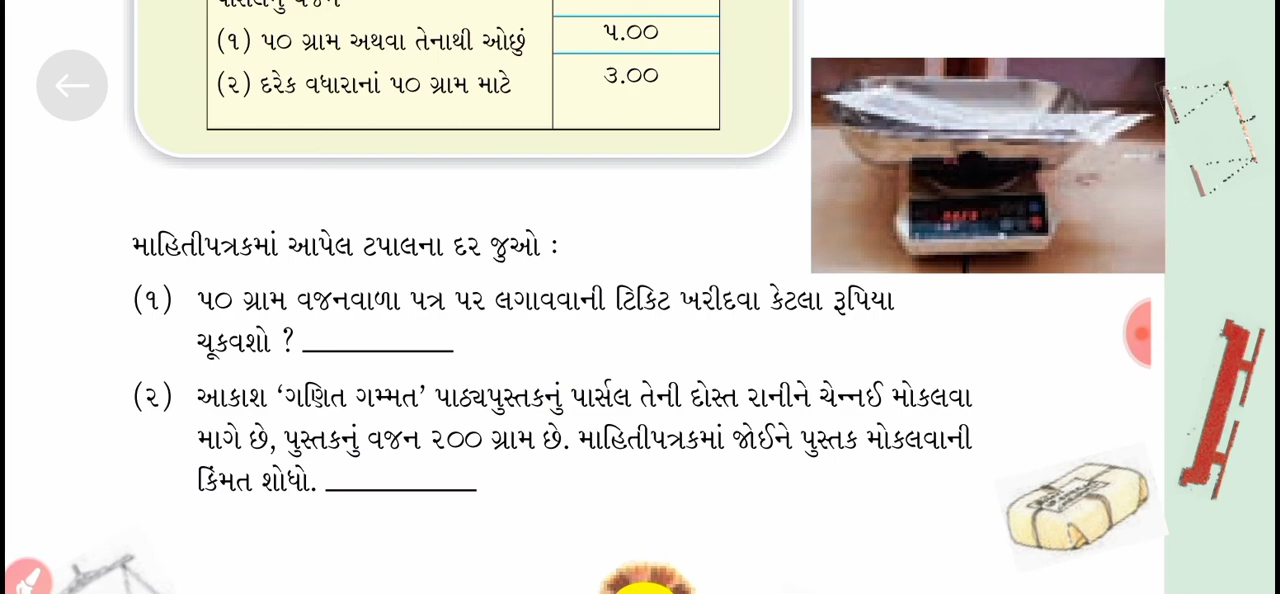 (૧) ૫૦ ગ્રામ અથવા તેનાથી ઓછું ૫.૦૦
(૨) દરેક વધારાનાં ૫૦ ગ્રામ માટે ૩.૦૦
માહિતીપત્રકમાં આપેલ ટપાલના દર જુઓ :
(૧) ૫૦ ગ્રામ વજનવાળા પત્ર પર લગાવવાની ટિકિટ ખરીદવા કેટલા રૂપિયા
ચૂકવશો ?
(૨) આકાશ ‘ગણિત ગમ્મત’ પાઠ્યપુસ્તકનું પાર્સલ તેની દોસ્ત રાનીને ચેન્નઈ મોકલવા
માગે છે, પુસ્તકનું વજન ૨૦૦ ગ્રામ છે. માહિતીપત્રકમાં જોઈને પુસ્તક મોકલવાની
કિંમત શોધો.